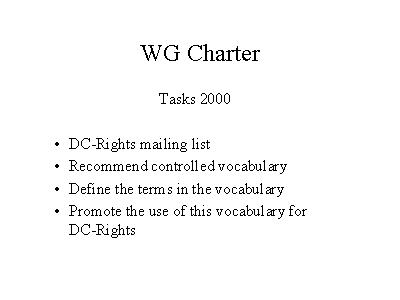 WG Charter
Tasks 2000
• DC-Rights mailing list
• Recommend controlled vocabulary
• Define the terms in the vocabulary
• Promote the use of this vocabulary for
DC-Rights